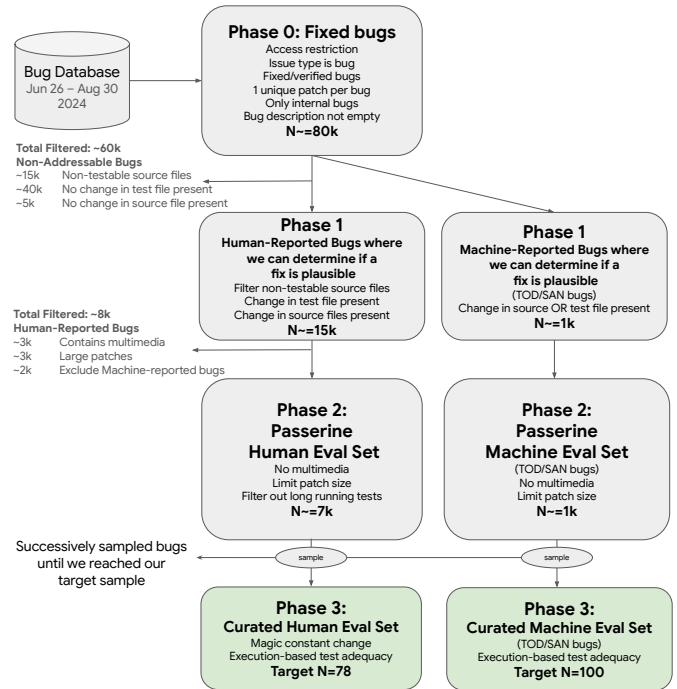 Phase 0: Fixed bugs
Access restriction
Issue type is bug
Fixed/verified bugs
1 unique patch per bug
Only internal bugs
Bug description not empty
N~=80k
Bug Database
Jun 26 – Aug 30
2024
Total Filtered: ~60k
Non-Addressable Bugs
~15k Non-testable source files
~40k No change in test file present
~5k No change in source file present
Phase 1
Human-Reported Bugs where
we can determine if a
fix is plausible
Filter non-testable source files
Change in test file present
Change in source files present
N~=15k
Phase 1
Machine-Reported Bugs where
we can determine if a
fix is plausible
(TOD/SAN bugs)
Change in source OR test file present
N~=1k
Total Filtered: ~8k
Human-Reported Bugs
~3k Contains multimedia
~3k Large patches
~2k Exclude Machine-reported bugs
Phase 2:
Passerine
Human Eval Set
No multimedia
Limit patch size
Filter out long running tests
N~=7k
Phase 2:
Passerine
Machine Eval Set
(TOD/SAN bugs)
No multimedia
Limit patch size
N~=1k
Successively sampled bugs
until we reached our
target sample
sample
sample
Phase 3:
Curated Human Eval Set
Magic constant change
Execution-based test adequacy
Target N=78
Phase 3:
Curated Machine Eval Set
(TOD/SAN bugs)
Execution-based test adequacy
Target N=100